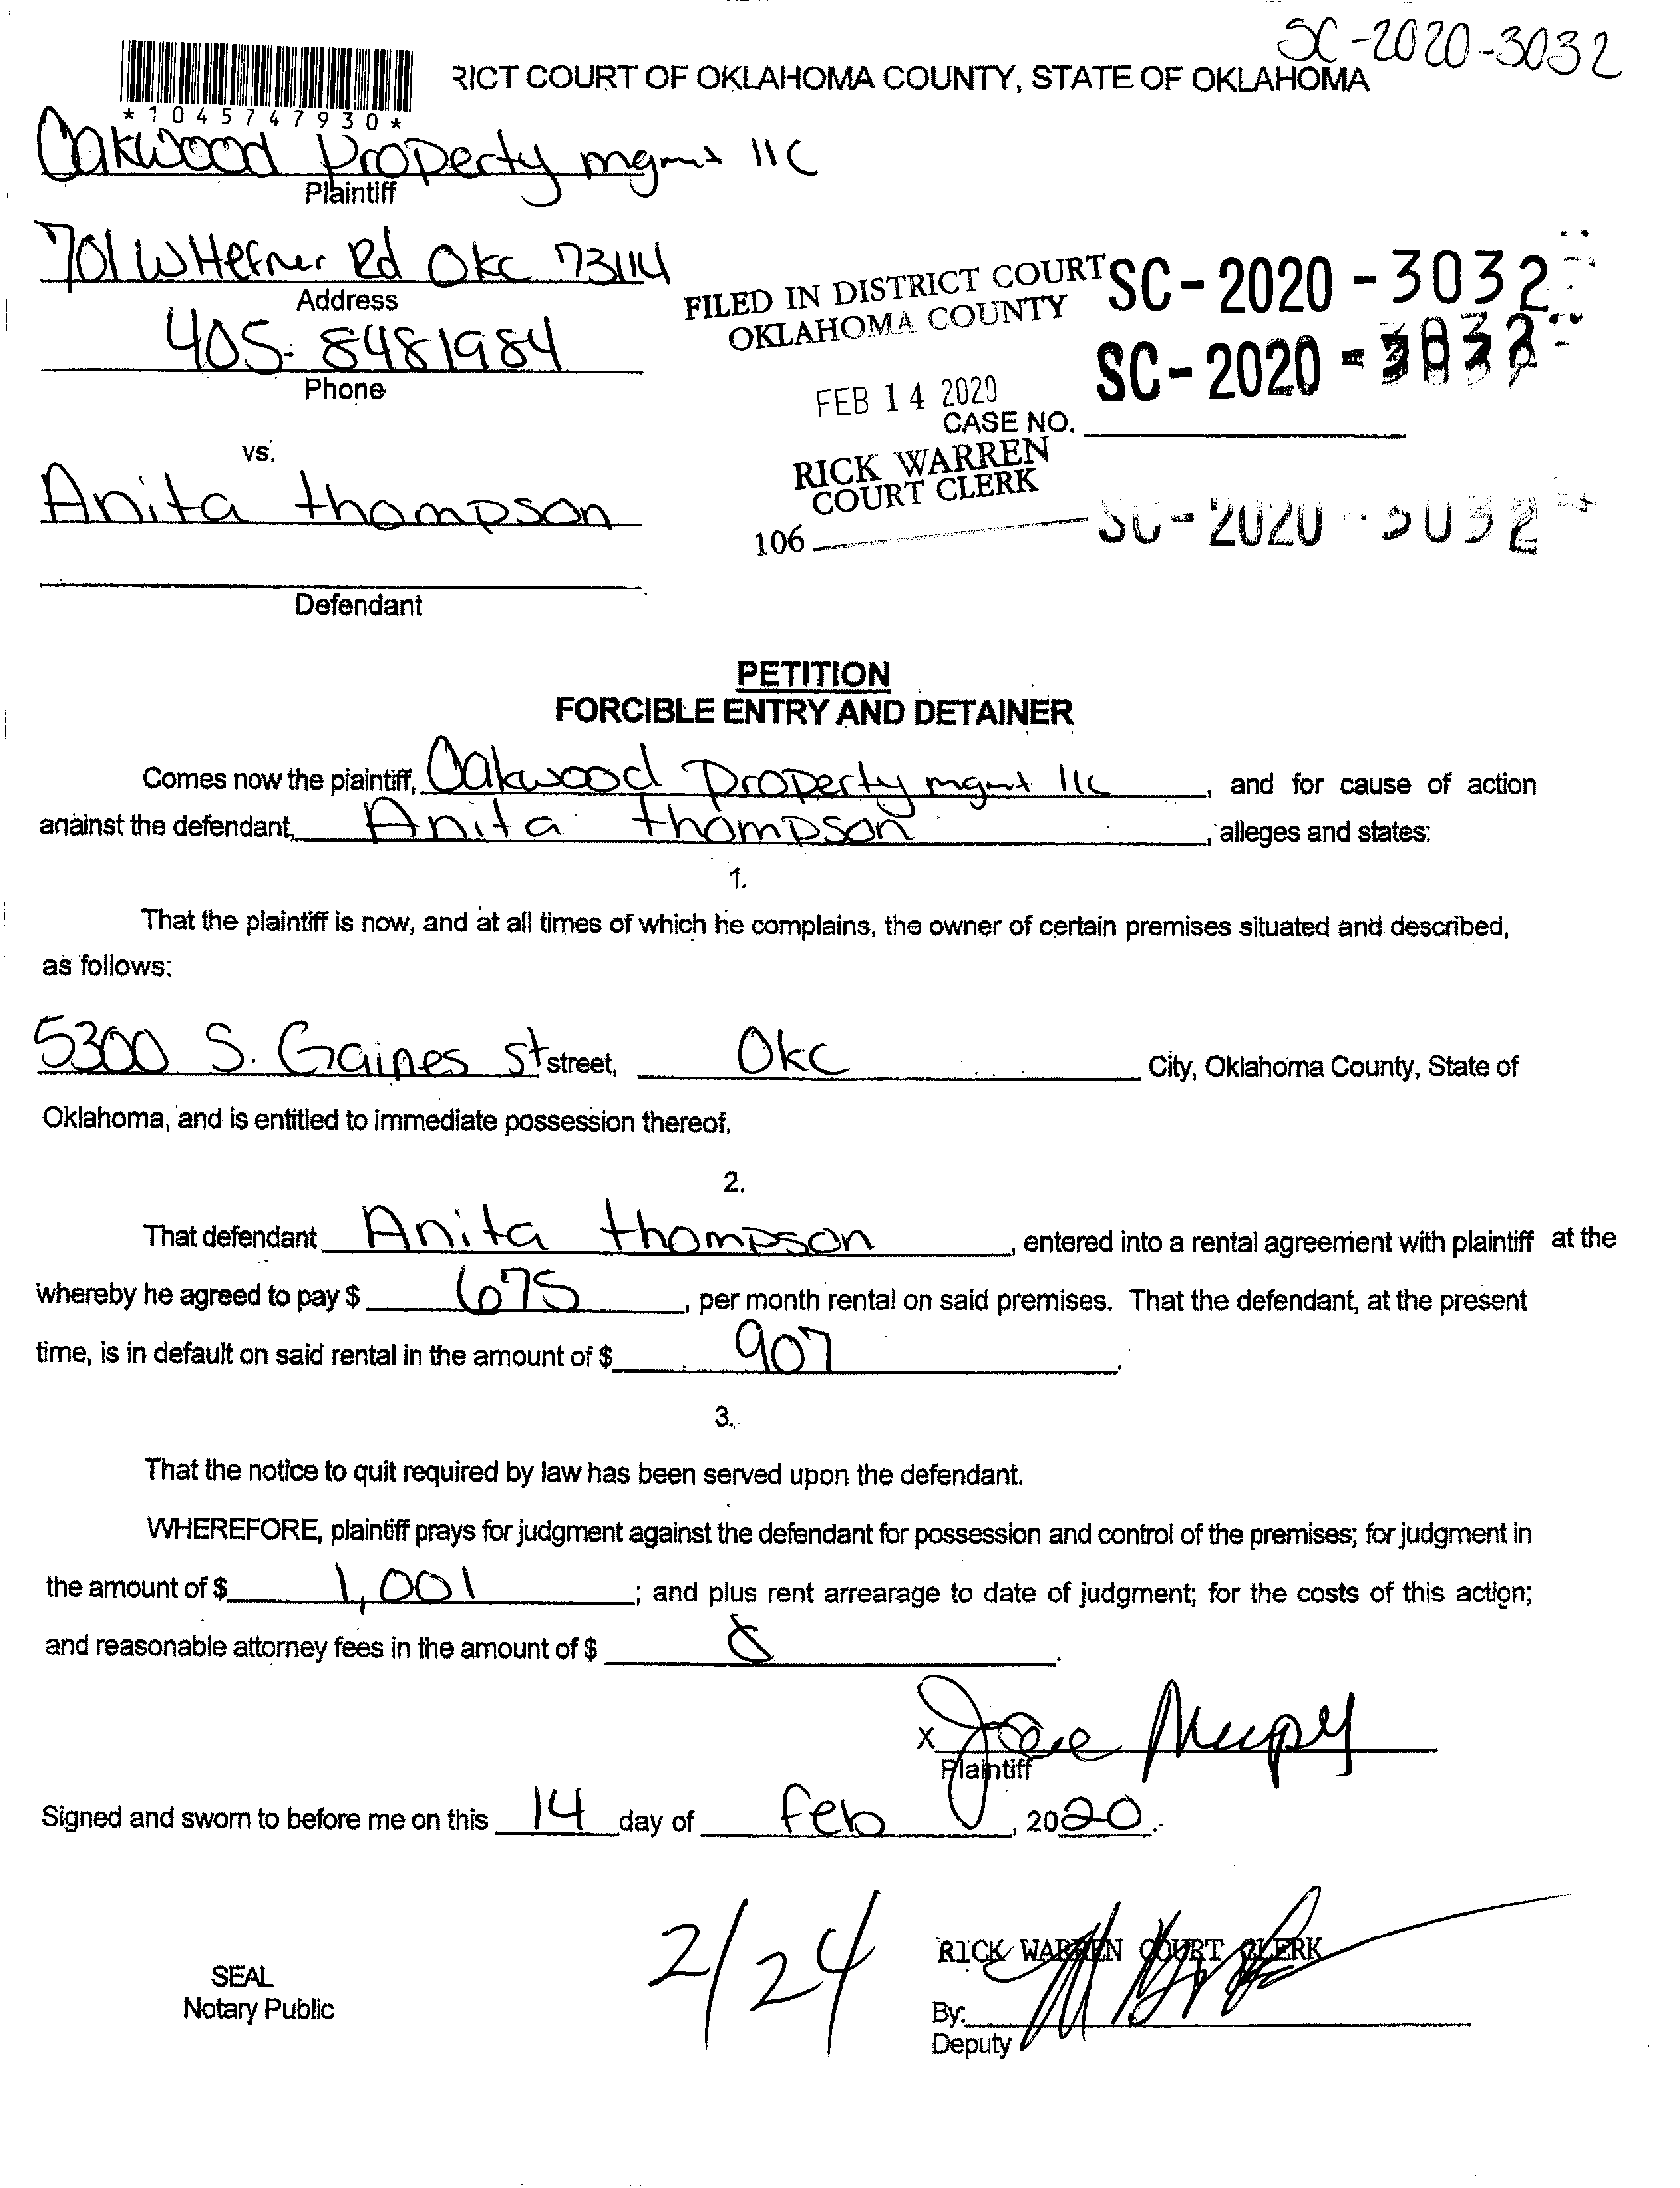 SC-2020-3032
RICT COURT OF OKLAHOMA COUNTY, STATE OF OKLAHOMA
*1045747930*
Oakwood Property mgmt llc
Plaintiff
701 W Hefner Rd Okc 73114
Address
405-8481984
Phone
FILED IN DISTRICT COURT
OKLAHOMA COUNTY
SC-2020-3032
SC-2020-3032
FEB 14 2020
CASE NO.
RICK WARREN
COURT CLERK
106
SC-2020-3032
vs.
Anita thompson
Defendant
PETITION
FORCIBLE ENTRY AND DETAINER
Comes now the plaintiff, Oakwood Property mgmt llc, and for cause of action
against the defendant, Anita thompson, alleges and states:
1.
That the plaintiff is now, and at all times of which he complains, the owner of certain premises situated and described,
as follows:
5300 S. Gaines St street, Okc City, Oklahoma County, State of
Oklahoma, and is entitled to immediate possession thereof.
2.
That defendant Anita thompson, entered into a rental agreement with plaintiff at the
whereby he agreed to pay $ 675, per month rental on said premises. That the defendant, at the present
time, is in default on said rental in the amount of $ 907.
3.
That the notice to quit required by law has been served upon the defendant.
WHEREFORE, plaintiff prays for judgment against the defendant for possession and control of the premises; for judgment in
the amount of $ 1,001; and plus rent arrearage to date of judgment; for the costs of this action;
and reasonable attorney fees in the amount of $
X
Plaintiff
Signed and sworn to before me on this 14 day of Feb, 2020.
2/24
RICK WARREN COURT CLERK
SEAL
Notary Public
By:
Deputy